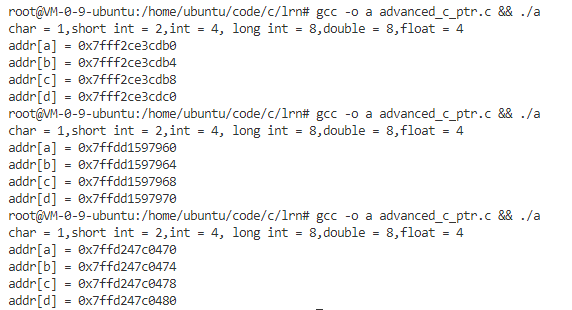 root@VM-0-9-ubuntu:/home/ubuntu/code/c/lrn# gcc -o a advanced_c_ptr.c && ./a
char = 1,short int = 2,int = 4, long int = 8,double = 8,float = 4
addr[a] = 0x7fff2ce3cdb0
addr[b] = 0x7fff2ce3cdb4
addr[c] = 0x7fff2ce3cdb8
addr[d] = 0x7fff2ce3cdc0
root@VM-0-9-ubuntu:/home/ubuntu/code/c/lrn# gcc -o a advanced_c_ptr.c && ./a
char = 1,short int = 2,int = 4, long int = 8,double = 8,float = 4
addr[a] = 0x7ffdd1597960
addr[b] = 0x7ffdd1597964
addr[c] = 0x7ffdd1597968
addr[d] = 0x7ffdd1597970
root@VM-0-9-ubuntu:/home/ubuntu/code/c/lrn# gcc -o a advanced_c_ptr.c && ./a
char = 1,short int = 2,int = 4, long int = 8,double = 8,float = 4
addr[a] = 0x7ffd247c0470
addr[b] = 0x7ffd247c0474
addr[c] = 0x7ffd247c0478
addr[d] = 0x7ffd247c0480